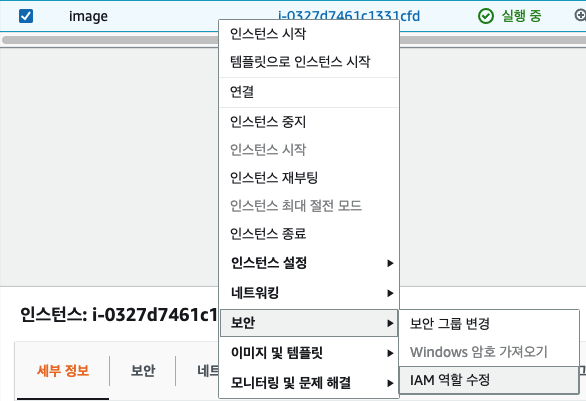 image
i-0327d7461c1331cfd
실행 중
인스턴스 시작
템플릿으로 인스턴스 시작
연결
인스턴스 중지
인스턴스 시작
인스턴스 재부팅
인스턴스 최대 절전 모드
인스턴스 종료
인스턴스 설정
네트워킹
보안
이미지 및 템플릿
모니터링 및 문제 해결
보안 그룹 변경
Windows 암호 가져오기
IAM 역할 수정
인스턴스: i-0327d7461c1
세부 정보
보안
네트